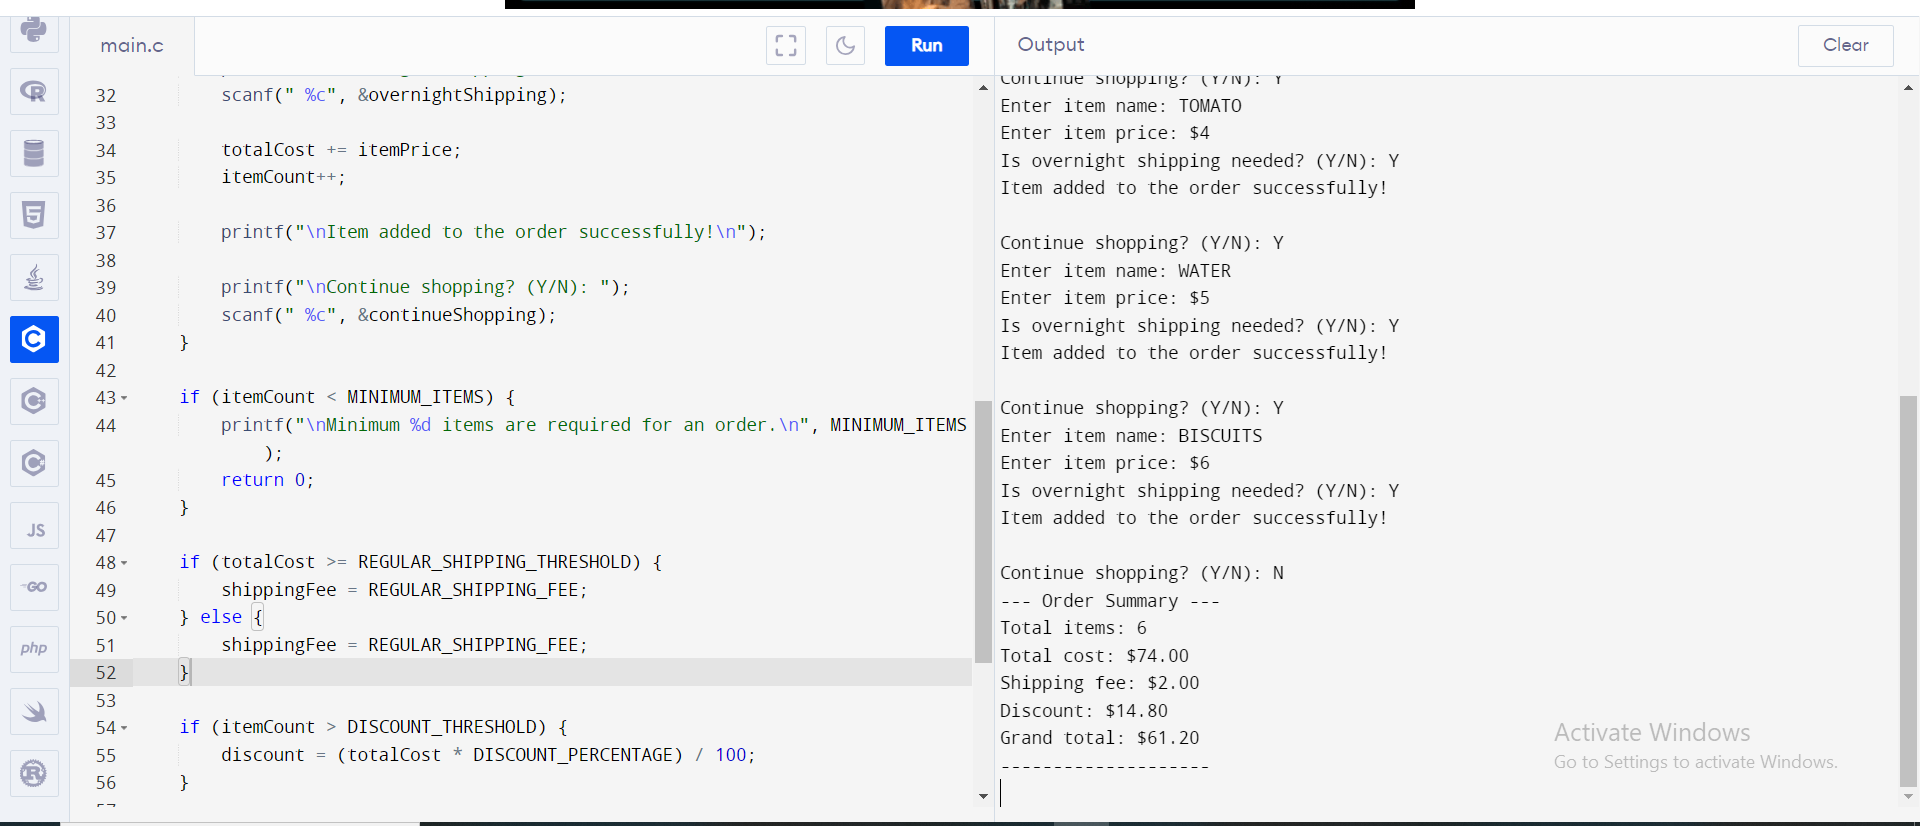 main.c
Run
Output
Clear
32 scanf(" %c", &overnightShipping);
33
34 totalCost += itemPrice;
35 itemCount++;
36
37 printf("\nItem added to the order successfully!\n");
38
39 printf("\nContinue shopping? (Y/N): ");
40 scanf(" %c", &continueShopping);
41 }
42
43 if (itemCount < MINIMUM_ITEMS) {
44 printf("\nMinimum %d items are required for an order.\n", MINIMUM_ITEMS
);
45 return 0;
46 }
47
48 if (totalCost >= REGULAR_SHIPPING_THRESHOLD) {
49 shippingFee = REGULAR_SHIPPING_FEE;
50 } else {
51 shippingFee = REGULAR_SHIPPING_FEE;
52 }
53
54 if (itemCount > DISCOUNT_THRESHOLD) {
55 discount = (totalCost * DISCOUNT_PERCENTAGE) / 100;
56 }
Continue shopping? (Y/N): Y
Enter item name: TOMATO
Enter item price: $4
Is overnight shipping needed? (Y/N): Y
Item added to the order successfully!
Continue shopping? (Y/N): Y
Enter item name: WATER
Enter item price: $5
Is overnight shipping needed? (Y/N): Y
Item added to the order successfully!
Continue shopping? (Y/N): Y
Enter item name: BISCUITS
Enter item price: $6
Is overnight shipping needed? (Y/N): Y
Item added to the order successfully!
Continue shopping? (Y/N): N
--- Order Summary ---
Total items: 6
Total cost: $74.00
Shipping fee: $2.00
Discount: $14.80
Grand total: $61.20
--------------------
R
5
C
JS
GO
php
R
Activate Windows
Go to Settings to activate Windows.